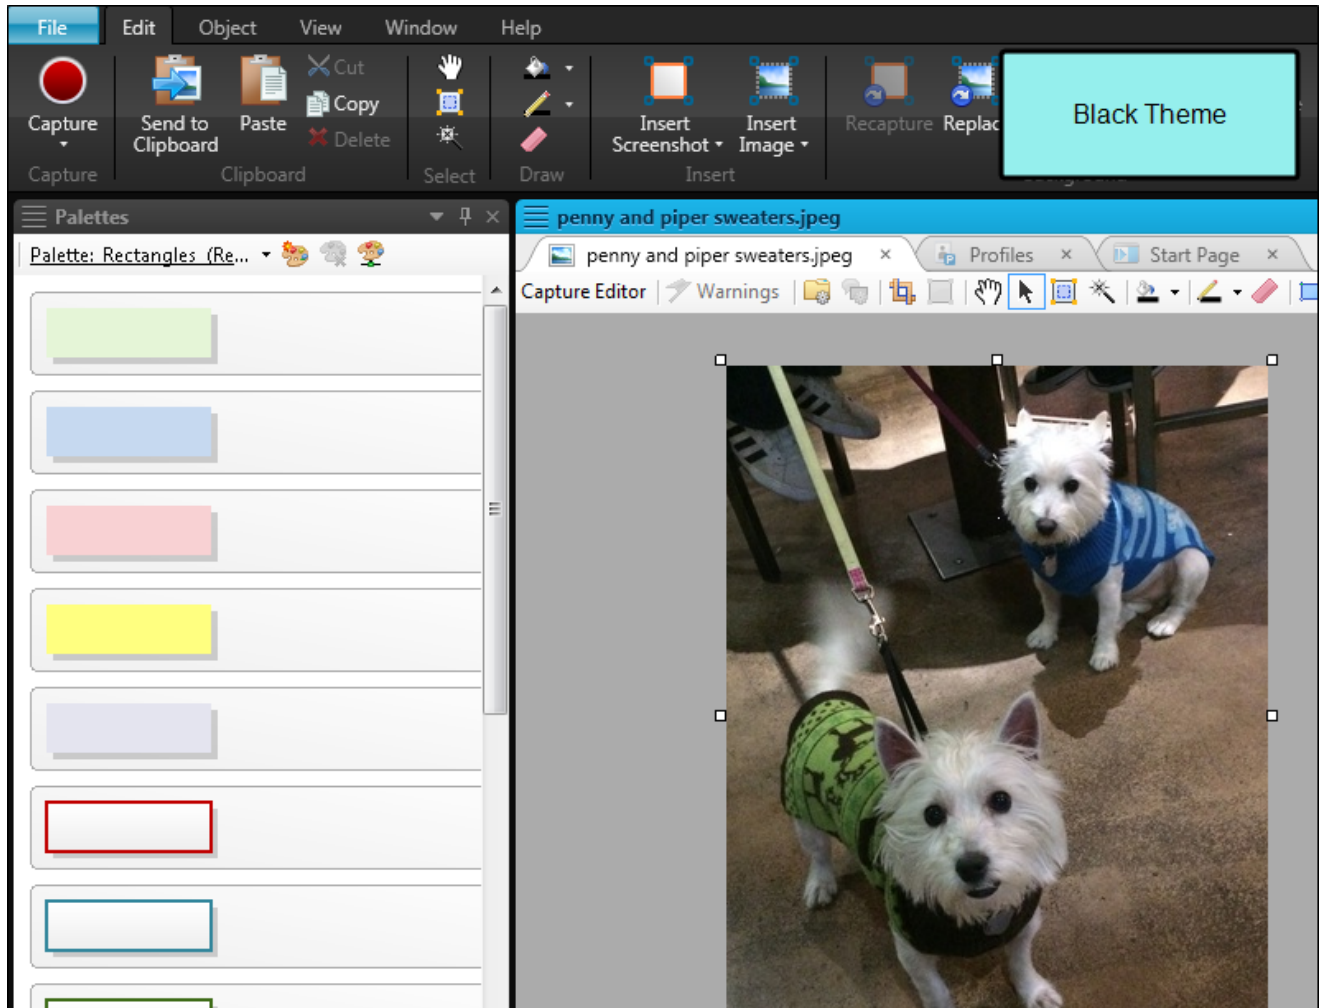 File Edit Object View Window Help
Capture
Send to
Clipboard
Paste
Cut
Copy
Delete
Insert
Screenshot
Insert
Image
Recapture
Black Theme
Capture
Clipboard
Select
Draw
Insert
Palettes
Palette: Rectangles (Re...
penny and piper sweaters.jpeg
penny and piper sweaters.jpeg
Profiles
Start Page
Capture Editor
Warnings